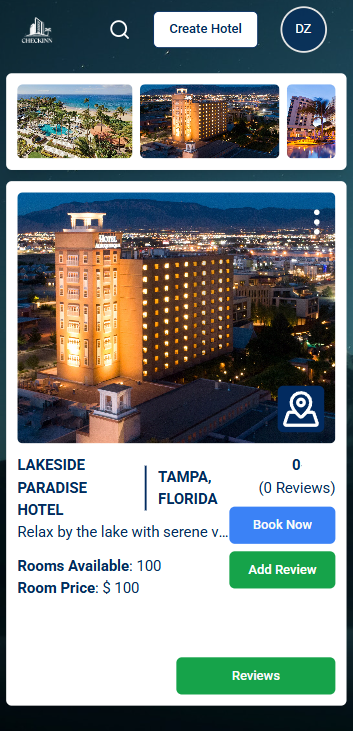 CHECKINN
Create Hotel
DZ
HOTEL
LAKESIDE
PARADISE
HOTEL
TAMPA,
FLORIDA
0
(0 Reviews)
Relax by the lake with serene v...
Book Now
Rooms Available: 100
Add Review
Room Price: $ 100
Reviews